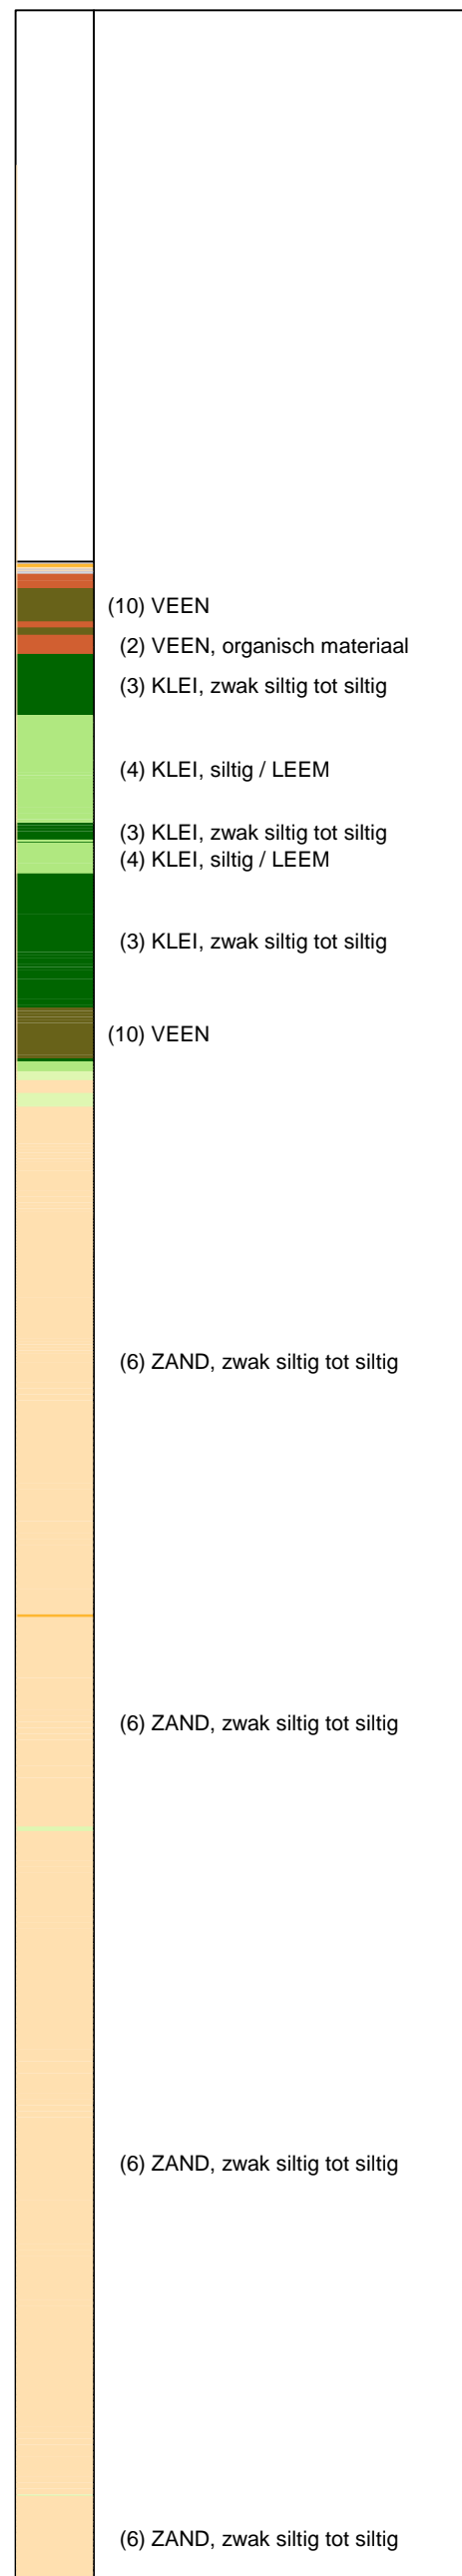 (10) VEEN
(2) VEEN, organisch materiaal
(3) KLEI, zwak siltig tot siltig
(4) KLEI, siltig / LEEM
(3) KLEI, zwak siltig tot siltig
(4) KLEI, siltig / LEEM
(3) KLEI, zwak siltig tot siltig
(10) VEEN
(6) ZAND, zwak siltig tot siltig
(6) ZAND, zwak siltig tot siltig
(6) ZAND, zwak siltig tot siltig
(6) ZAND, zwak siltig tot siltig